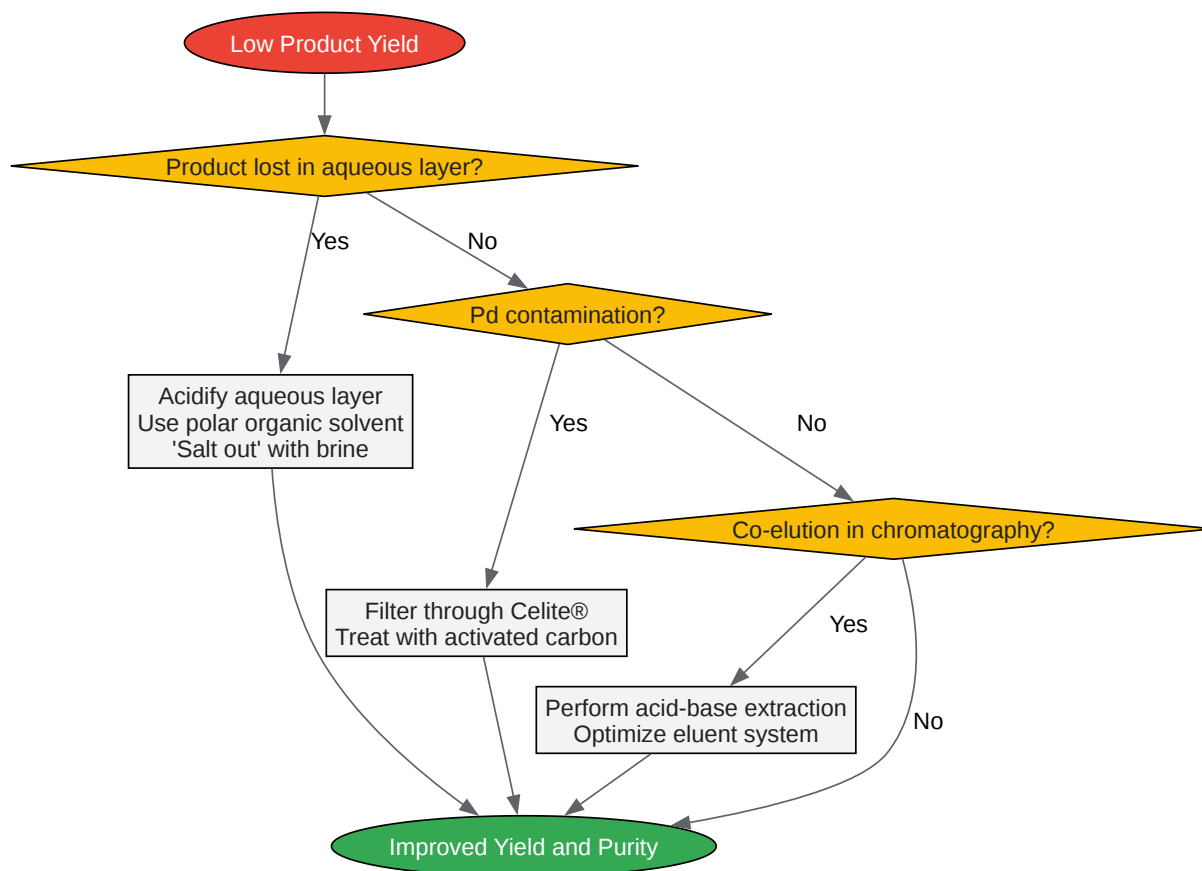 Low Product Yield
Product lost in aqueous layer?
Yes
No
Pd contamination?
Acidify aqueous layer
Use polar organic solvent
'Salt out' with brine
Yes
No
Co-elution in chromatography?
Filter through Celite®
Treat with activated carbon
Yes
Perform acid-base extraction
Optimize eluent system
No
Improved Yield and Purity